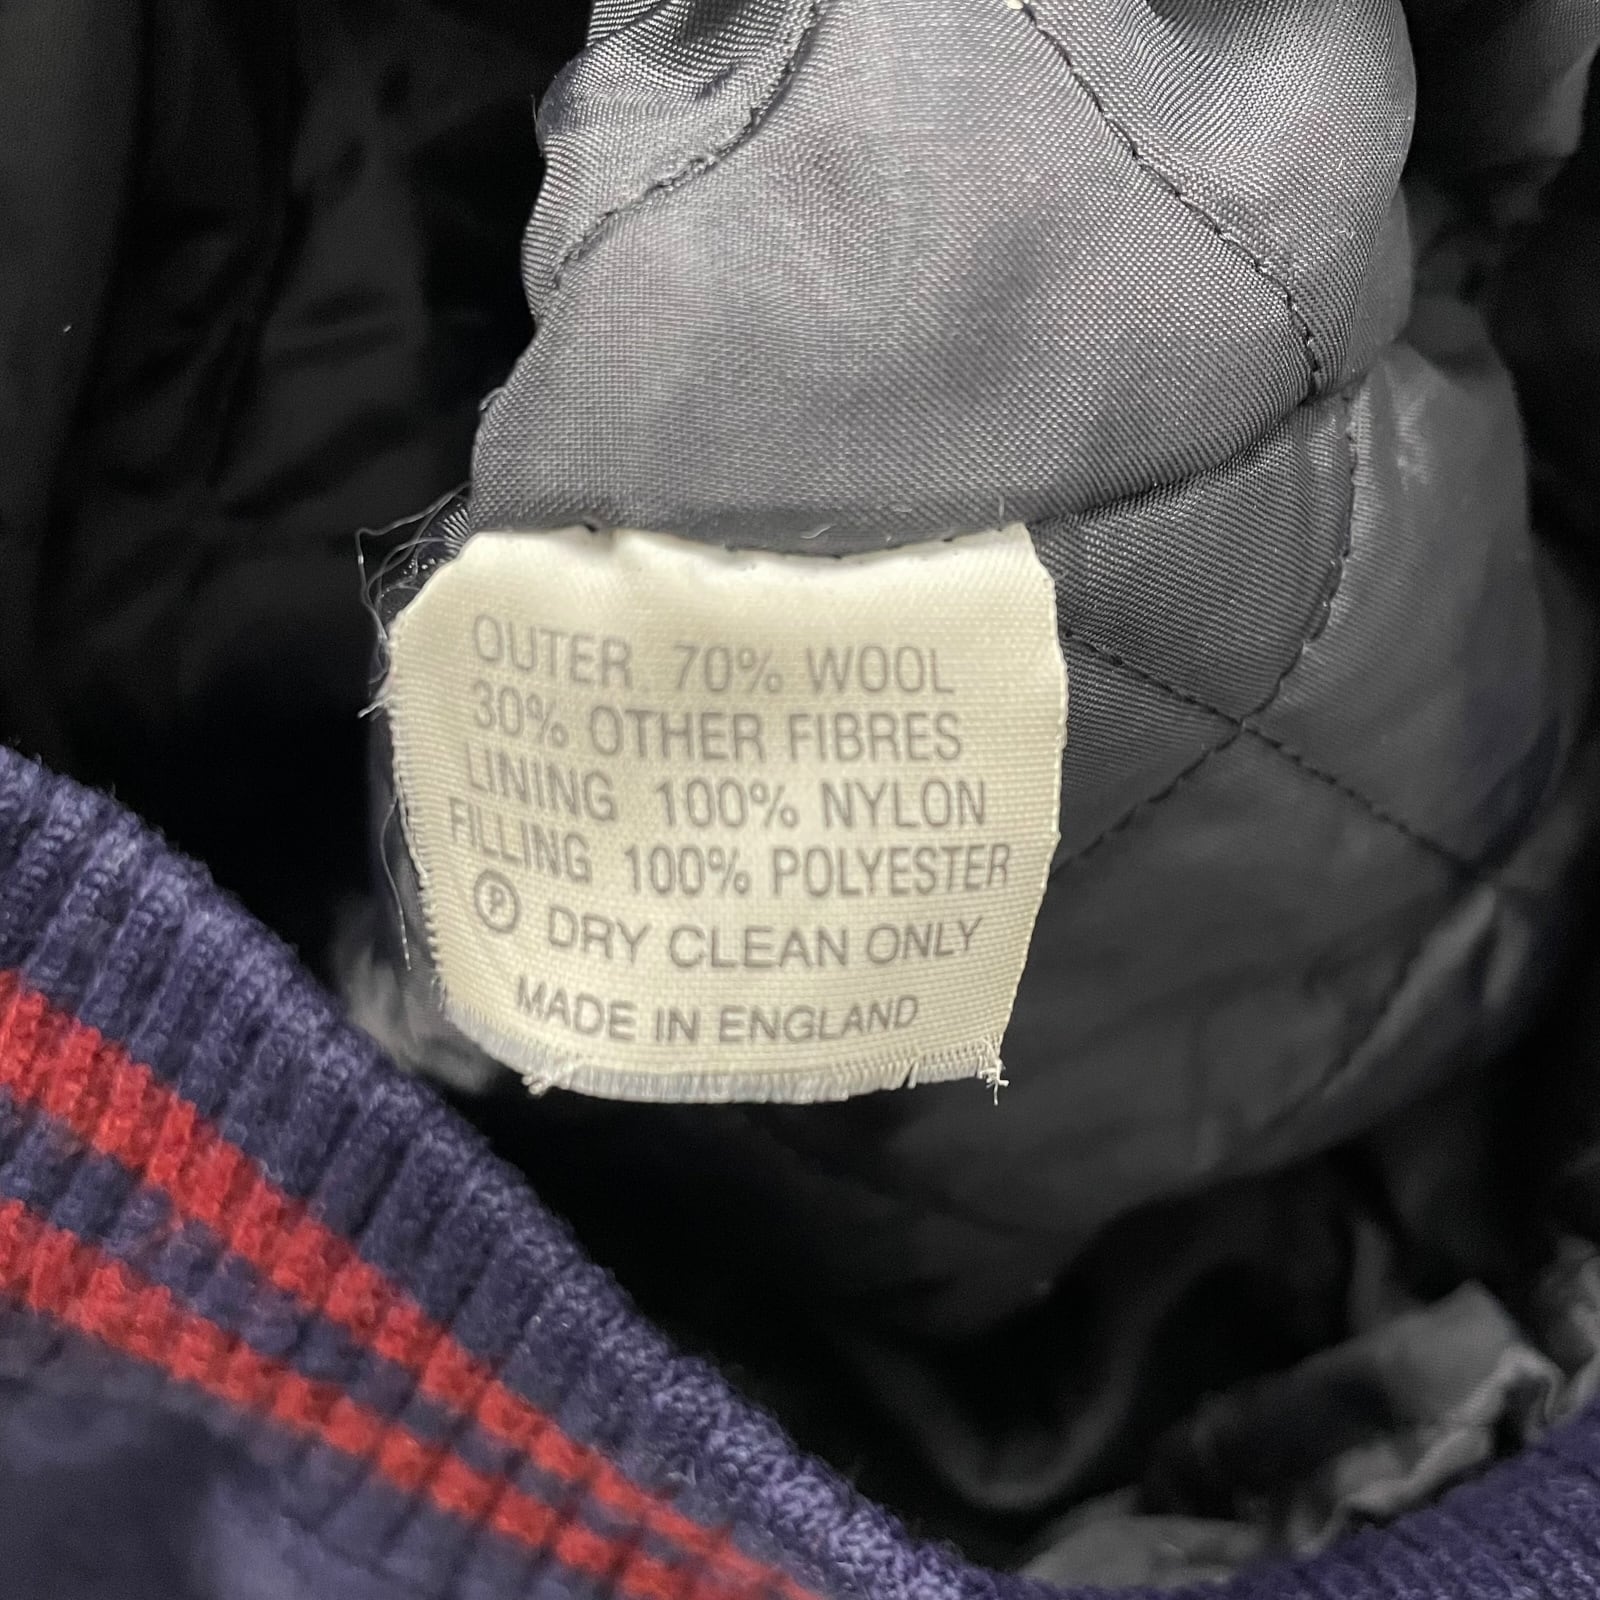 OUTER 70% WOOL
30% OTHER FIBRES
LINING 100% NYLON
FILLING 100% POLYESTER
Ⓟ DRY CLEAN ONLY
MADE IN ENGLAND